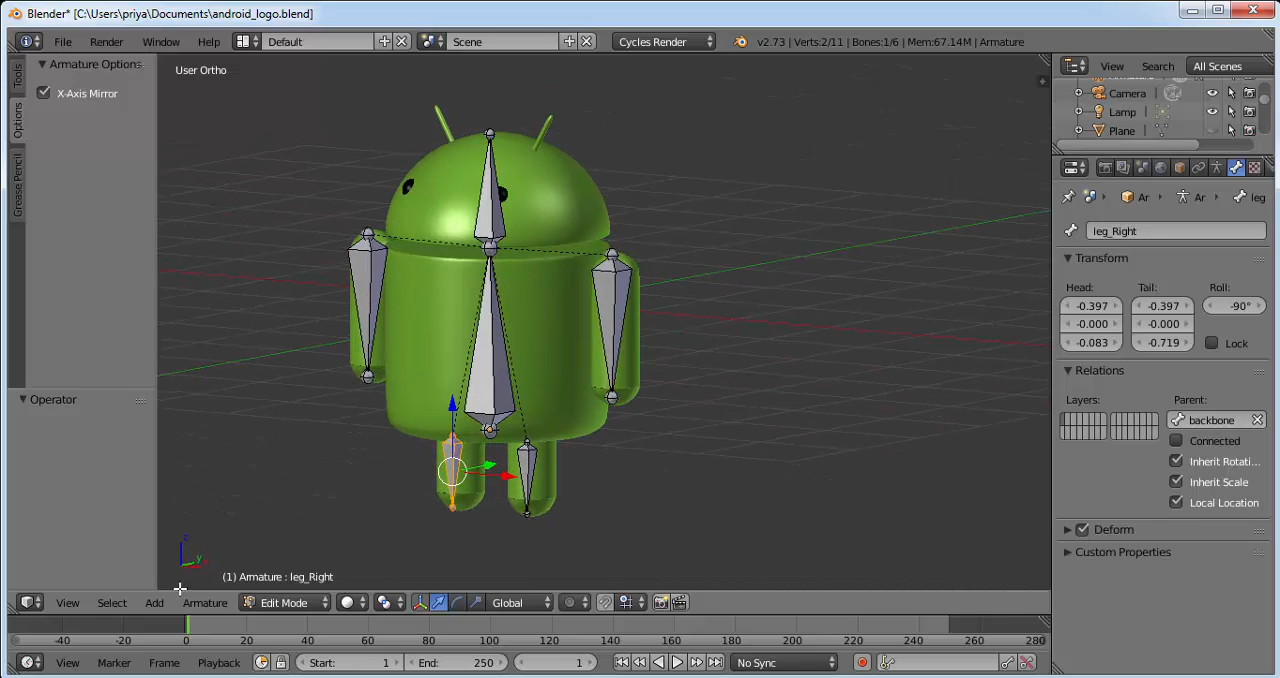 Blender* [C:\Users\priya\Documents\android_logo.blend]
File Render Window Help Default Scene Cycles Render v2.73 | Verts:2/11 | Bones:1/6 | Mem:67.14M | Armature
Tools
Options
Grease Pencil
Armature Options
X-Axis Mirror
Operator
User Ortho
z
y
(1) Armature : leg_Right
View Select Add Armature Edit Mode Global
-40 -20 0 20 40 60 80 100 120 140 160 180 200 220 240 260 280
View Marker Frame Playback Start: 1 End: 250 1 No Sync
View Search All Scenes
Camera
Lamp
Plane
Ar Ar leg
leg_Right
Transform
Head: Tail: Roll:
-0.397 -0.397 -90°
-0.000 -0.000
-0.083 -0.719 Lock
Relations
Layers: Parent:
backbone
Connected
Inherit Rotati...
Inherit Scale
Local Location
Deform
Custom Properties